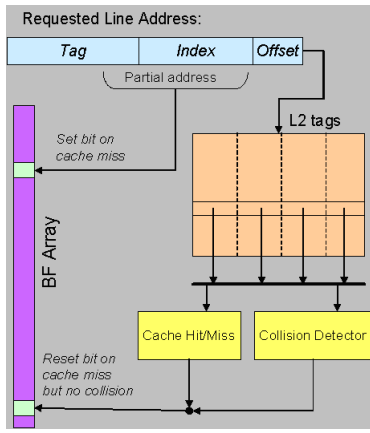 Requested Line Address:
Tag
Index
Offset
Partial address
L2 tags
Set bit on
cache miss
BF Array
Cache Hit/Miss
Collision Detector
Reset bit on
cache miss
but no collision